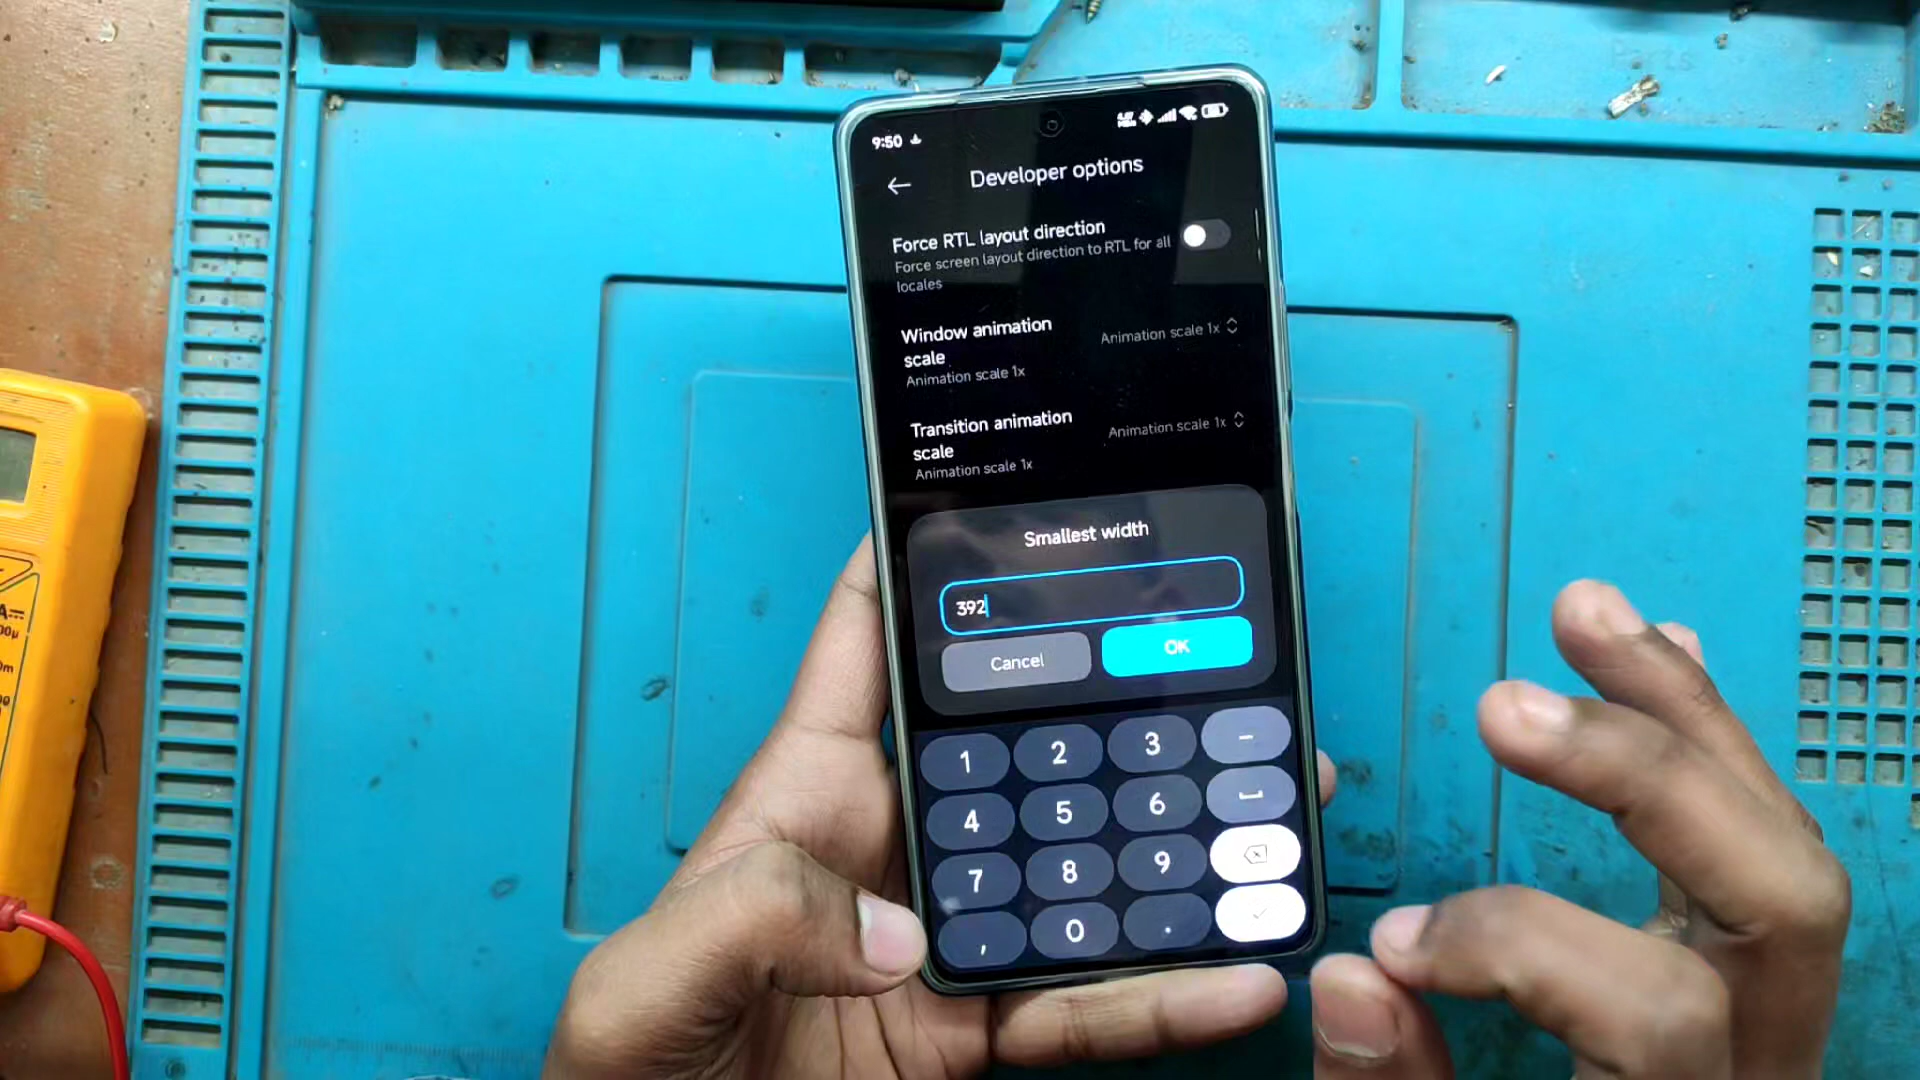 Parts
Parts
9:50
Developer options
Force RTL layout direction
Force screen layout direction to RTL for all
locales
Window animation
scale
Animation scale 1x
Animation scale 1x
Transition animation
scale
Animation scale 1x
Animation scale 1x
Smallest width
392
Cancel
OK
1 2 3 −
4 5 6
7 8 9
, 0 .